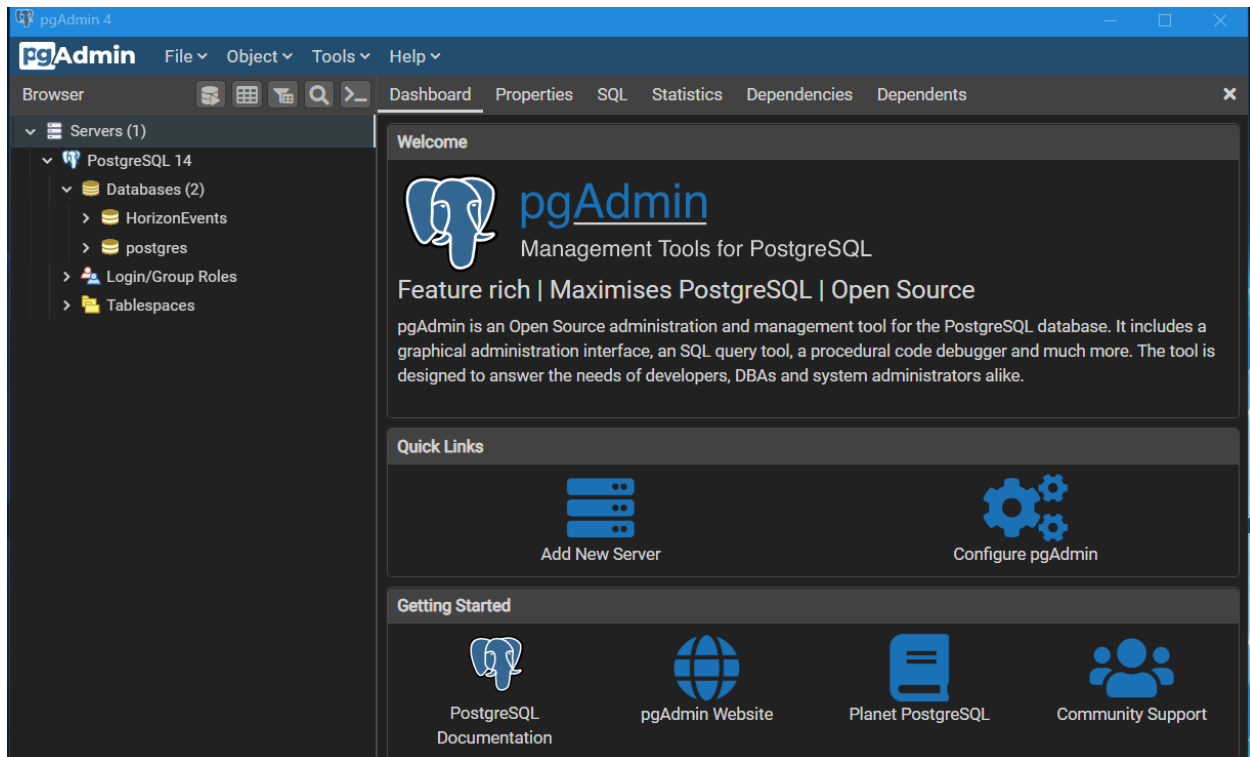 pgAdmin 4
pgAdmin File Object Tools Help
Browser
Dashboard Properties SQL Statistics Dependencies Dependents
Servers (1)
PostgreSQL 14
Databases (2)
HorizonEvents
postgres
Login/Group Roles
Tablespaces
Welcome
pgAdmin
Management Tools for PostgreSQL
Feature rich | Maximises PostgreSQL | Open Source
pgAdmin is an Open Source administration and management tool for the PostgreSQL database. It includes a
graphical administration interface, an SQL query tool, a procedural code debugger and much more. The tool is
designed to answer the needs of developers, DBAs and system administrators alike.
Quick Links
Add New Server
Configure pgAdmin
Getting Started
PostgreSQL
Documentation
pgAdmin Website
Planet PostgreSQL
Community Support